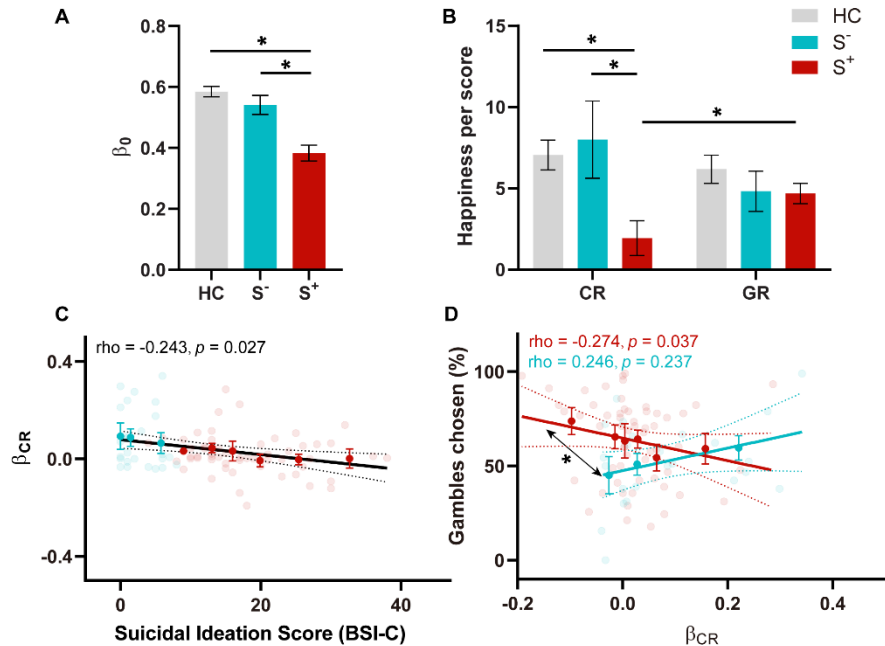 A
β0
0.8
0.6
0.4
0.2
0.0
*
*
HC S- S+
B
HC
S-
S+
Happiness per score
15
10
5
0
*
*
*
CR GR
C
rho = -0.243, p = 0.027
βCR
0.4
0.0
-0.4
0 20 40
Suicidal Ideation Score (BSI-C)
D
rho = -0.274, p = 0.037
rho = 0.246, p = 0.237
Gambles chosen (%)
100
50
0
*
-0.2 0.0 0.2 0.4
βCR